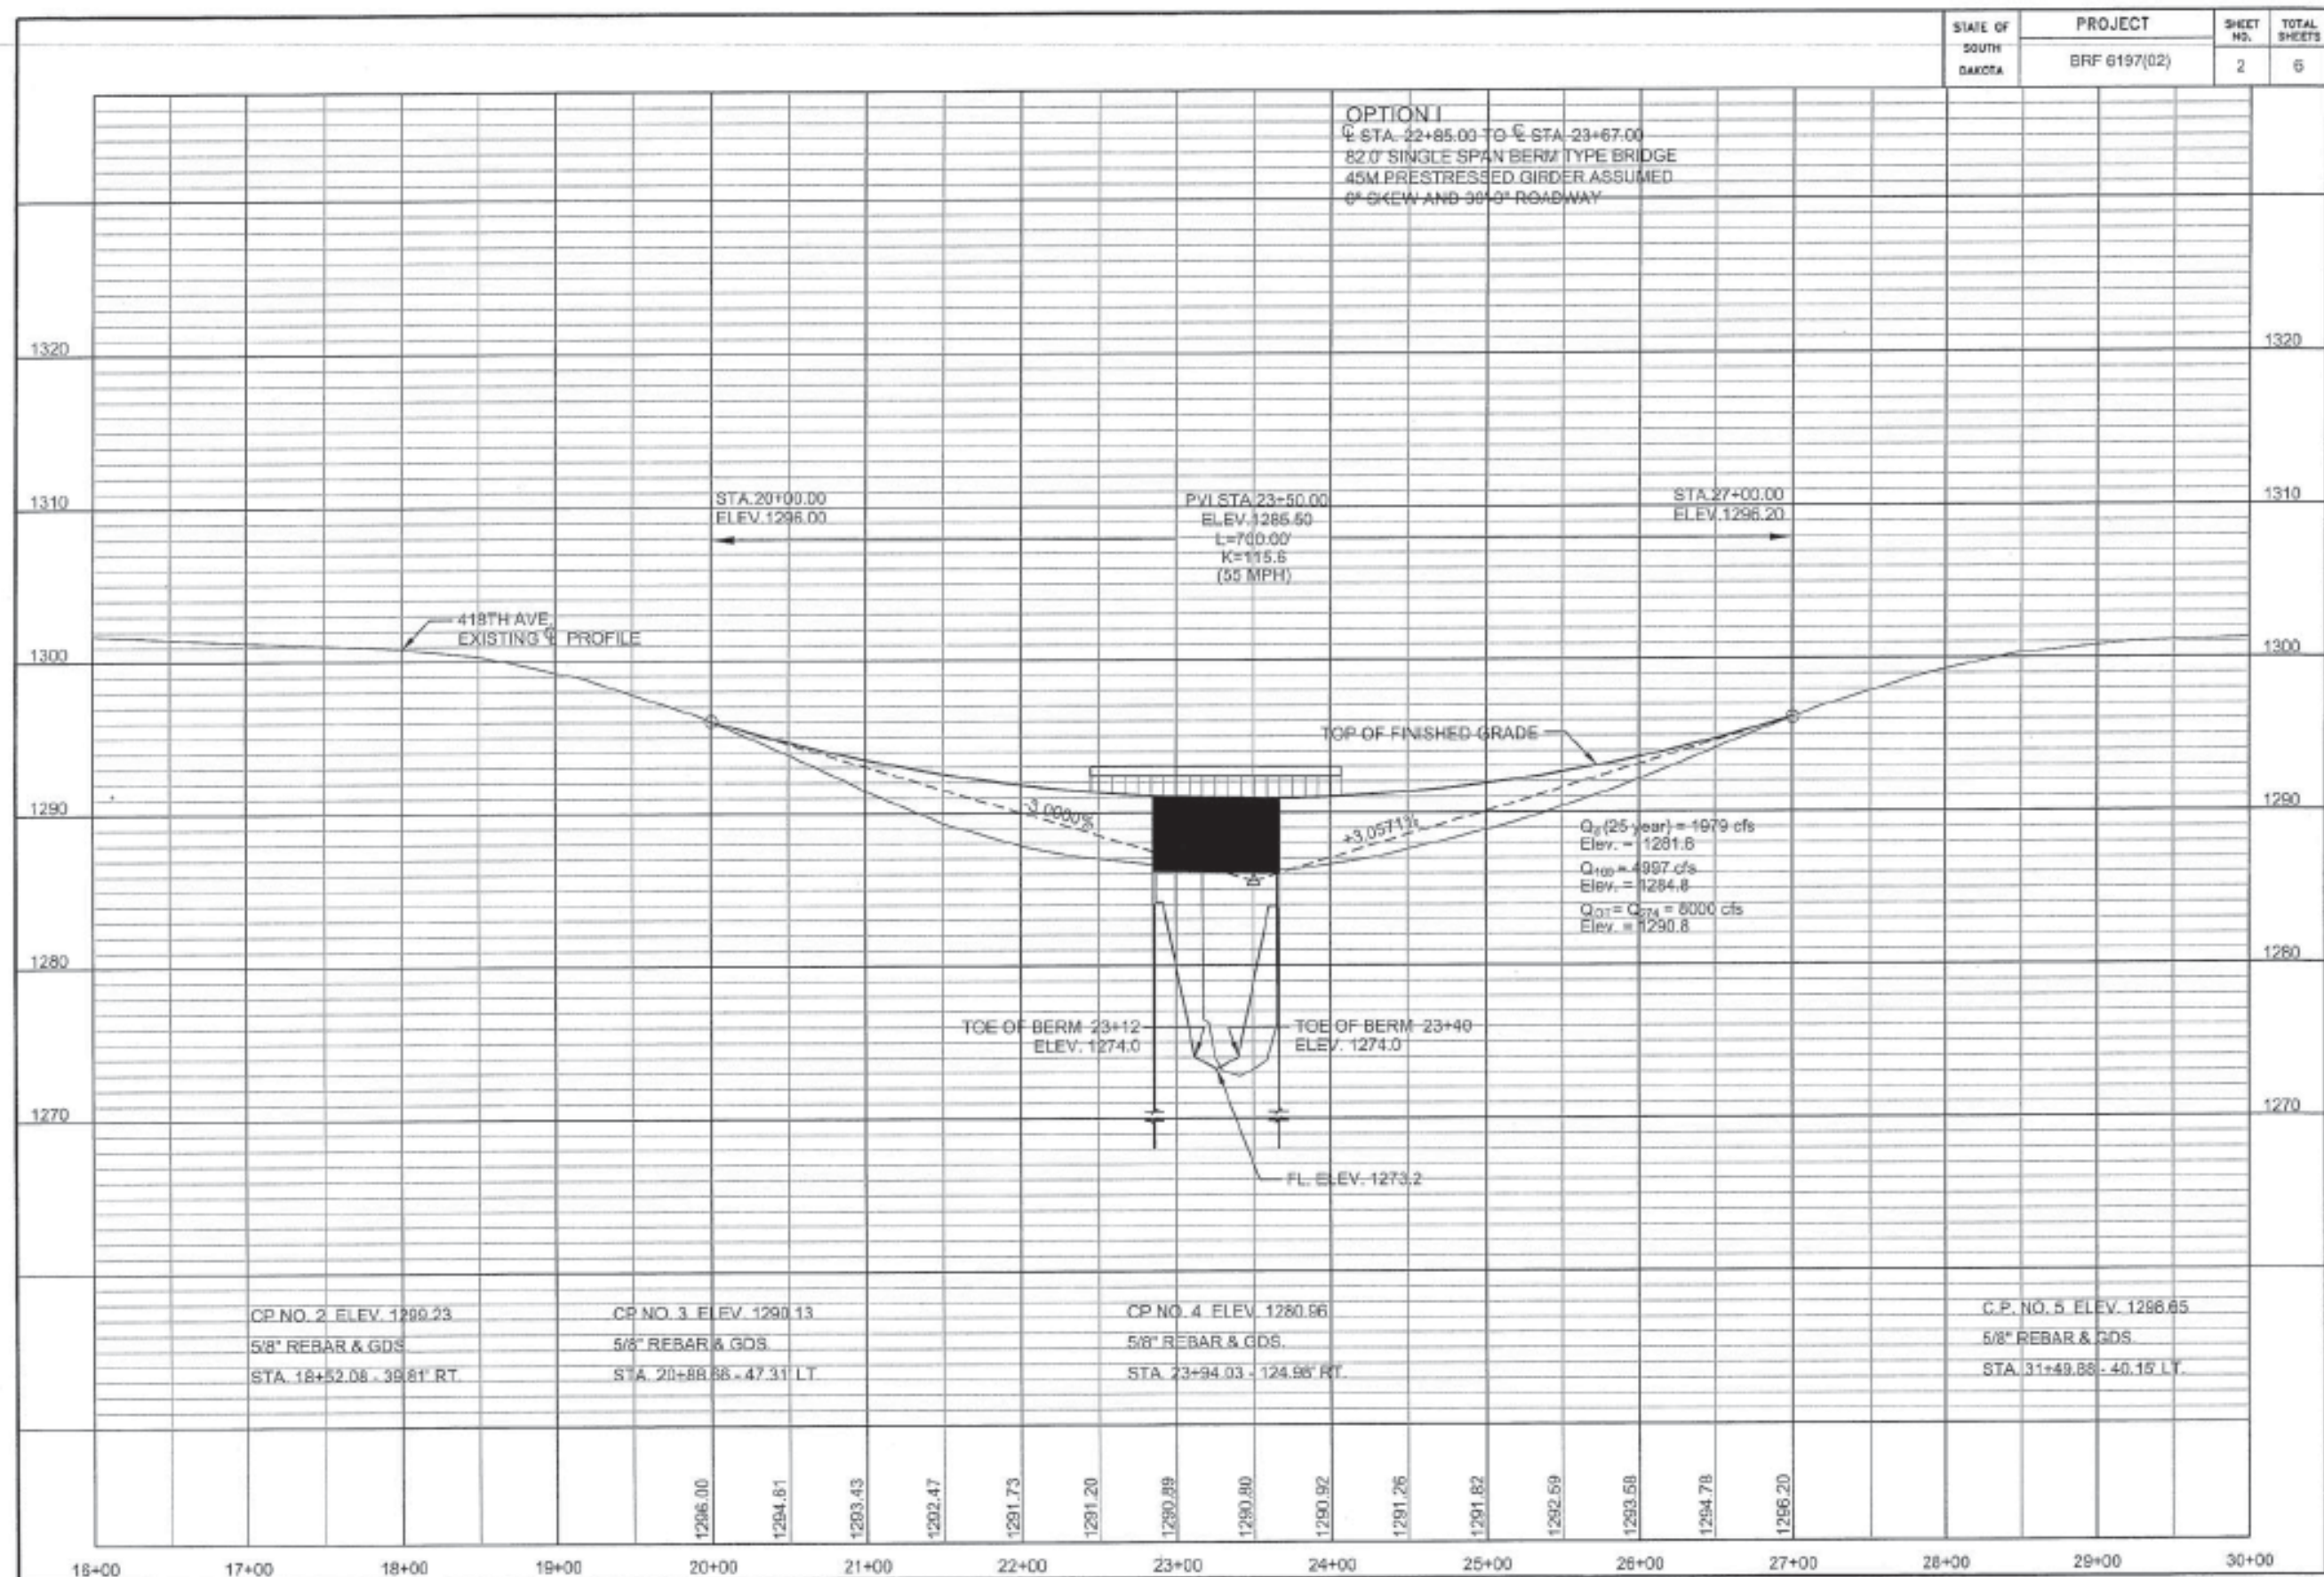 STATE OF
SOUTH
DAKOTA
PROJECT
BRF 6197(02)
SHEET
NO.
2
TOTAL
SHEETS
6
OPTION I
℄ STA. 22+85.00 TO ℄ STA 23+67.00
82.0' SINGLE SPAN BERM TYPE BRIDGE
45M PRESTRESSED GIRDER ASSUMED
0° SKEW AND 30'-0" ROADWAY
1320
1320
1310
1310
1300
1300
1290
1290
1280
1280
1270
1270
STA.20+00.00
ELEV.1296.00
PVI.STA.23+50.00
ELEV.1285.50
L=700.00'
K=115.6
(55 MPH)
STA.27+00.00
ELEV.1296.20
418TH AVE.
EXISTING ℄ PROFILE
TOP OF FINISHED GRADE
-3.0000%
+3.0571%
Qd (25 year) = 1979 cfs
Elev. = 1281.6
Q100 = 4997 cfs
Elev. = 1284.8
QOT = = 8000 cfs
Elev. = 1290.8
TOE OF BERM 23+12
ELEV. 1274.0
TOE OF BERM 23+40
ELEV. 1274.0
FL. ELEV. 1273.2
CP NO. 2 ELEV. 1299.23
5/8" REBAR & GDS.
STA. 18+52.08 - 39.81' RT.
CP NO. 3 ELEV. 1290.13
5/8" REBAR & GDS.
STA. - 47.31' LT.
CP NO. 4 ELEV. 1280.96
5/8" REBAR & GDS.
STA. 23+94.03 - RT.
C.P. NO. 5 ELEV.
5/8" REBAR & GDS.
STA. 31+49.88 - 40.15' LT.
1296.00
1294.61
1293.43
1292.47
1291.73
1291.20
1290.89
1290.80
1290.92
1291.26
1291.82
1292.59
1293.58
1294.78
1296.20
16+00
17+00
18+00
19+00
20+00
21+00
22+00
23+00
24+00
25+00
26+00
27+00
28+00
29+00
30+00